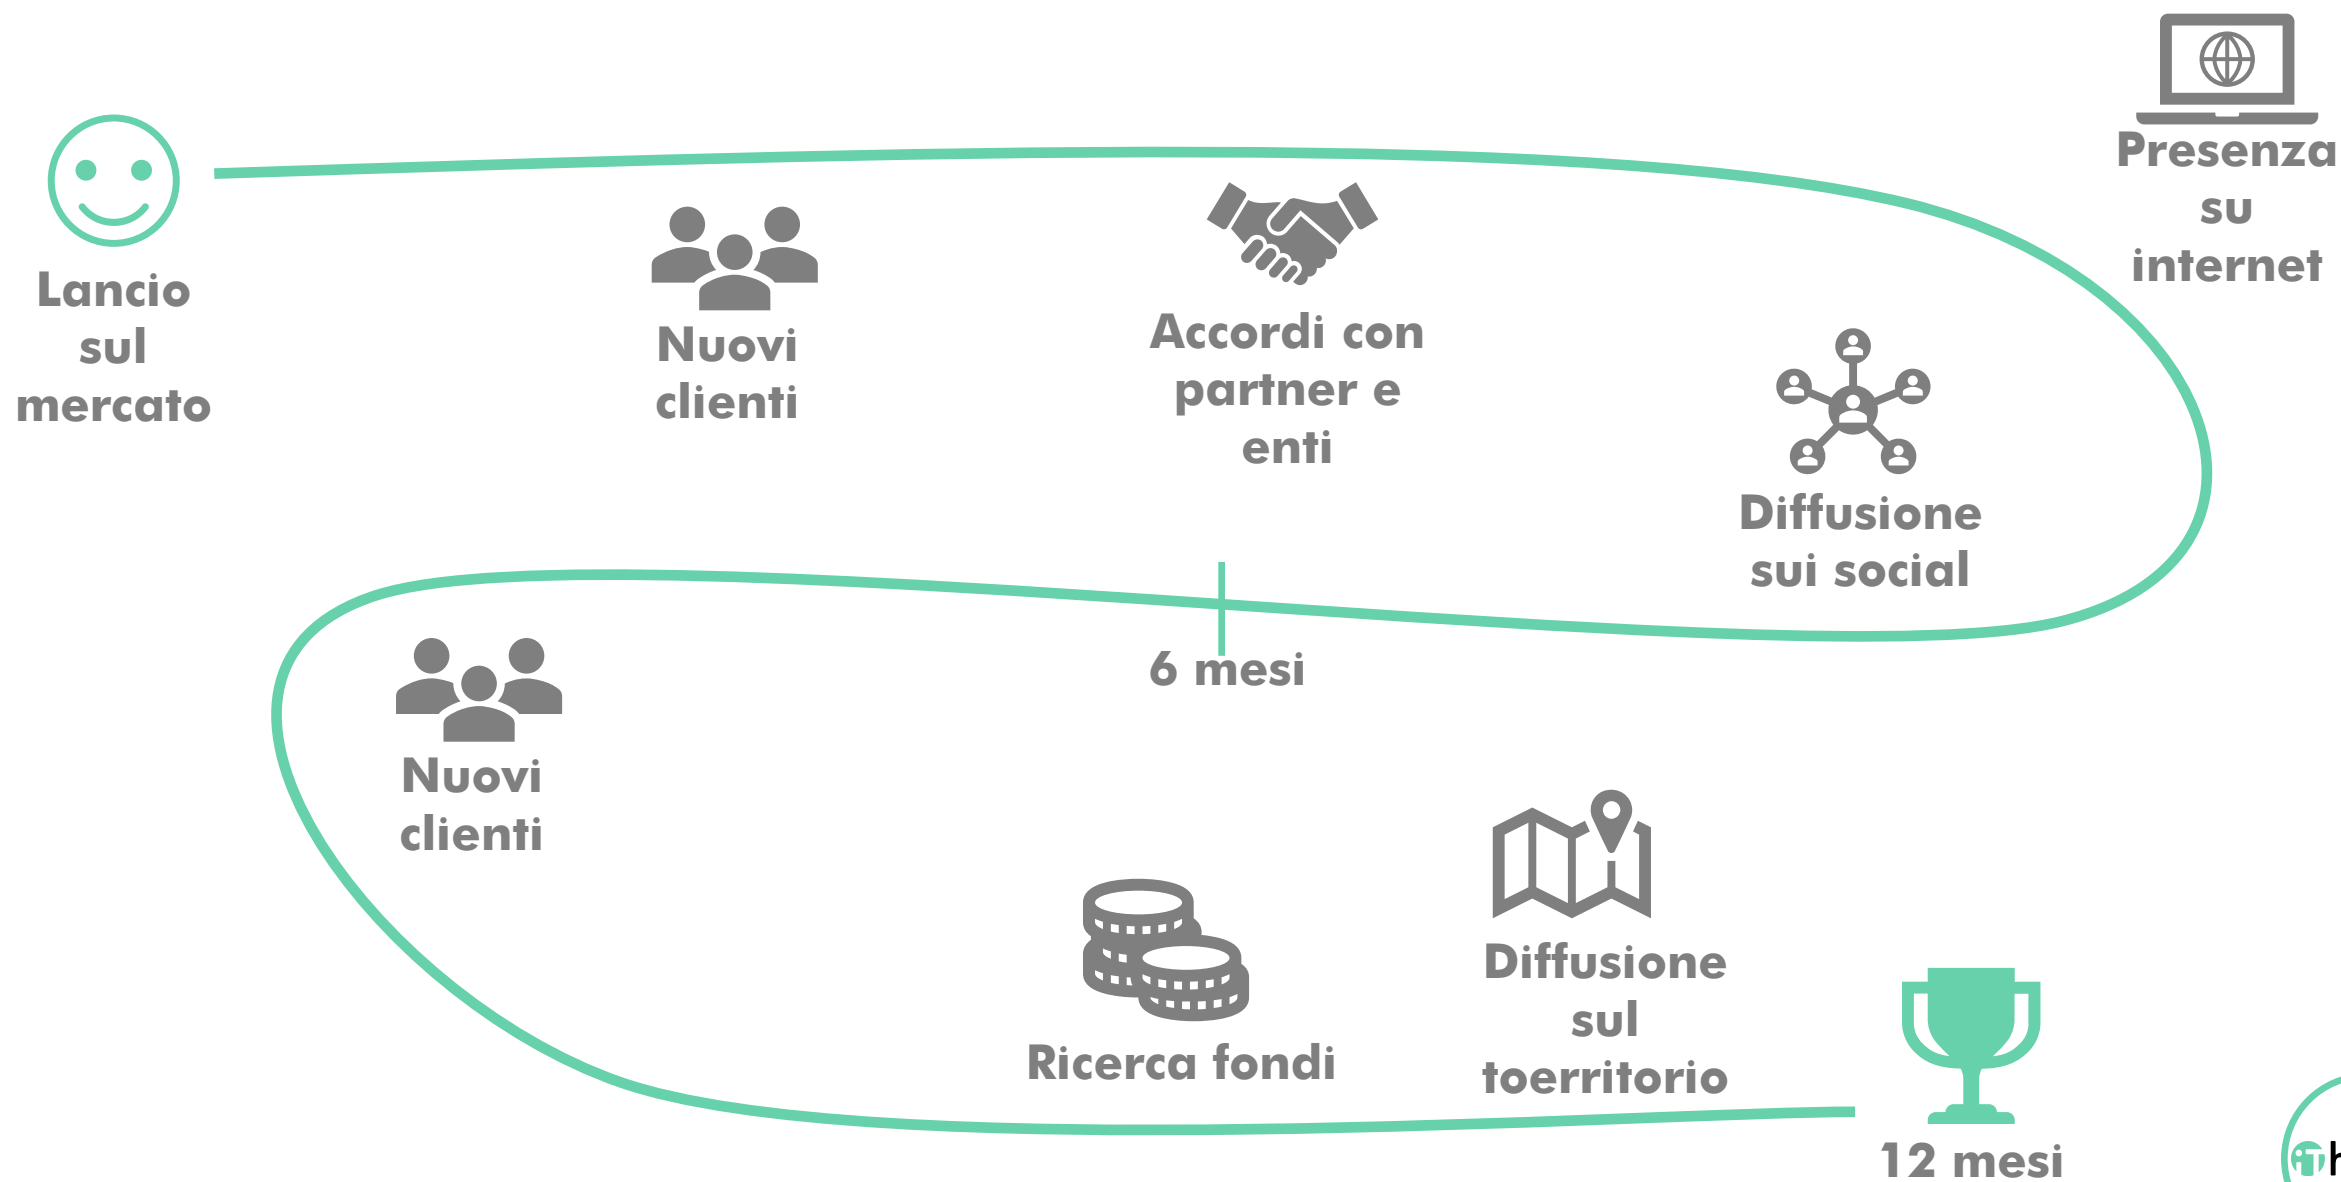 Lancio
sul
mercato
Nuovi
clienti
Accordi con
partner e
enti
Diffusione
sui social
Presenza
su
internet
6 mesi
Nuovi
clienti
Ricerca fondi
Diffusione
sul
toerritorio
12 mesi